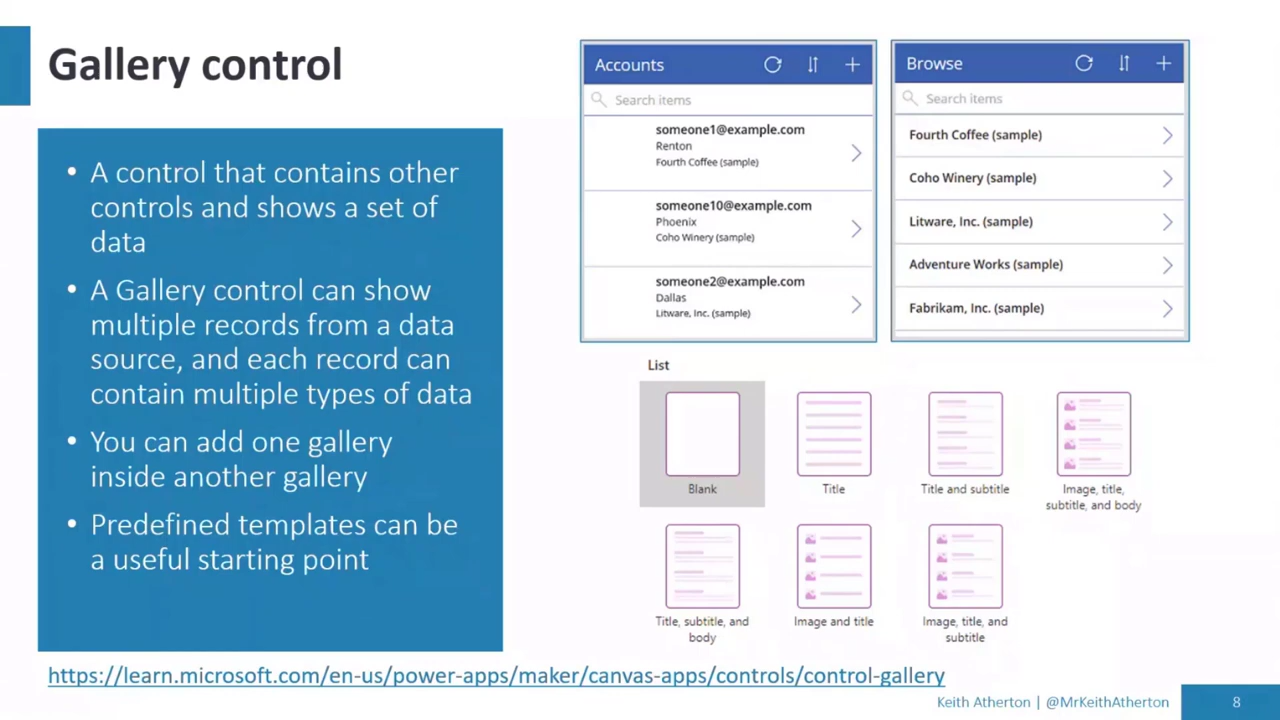 Gallery control
• A control that contains other
controls and shows a set of
data
• A Gallery control can show
multiple records from a data
source, and each record can
contain multiple types of data
• You can add one gallery
inside another gallery
• Predefined templates can be
a useful starting point
Accounts
Search items
someone1@example.com
Renton
Fourth Coffee (sample)
someone10@example.com
Phoenix
Coho Winery (sample)
someone2@example.com
Dallas
Litware, Inc. (sample)
Browse
Search items
Fourth Coffee (sample)
Coho Winery (sample)
Litware, Inc. (sample)
Adventure Works (sample)
Fabrikam, Inc. (sample)
List
Blank
Title
Title and subtitle
Image, title,
subtitle, and body
Title, subtitle, and
body
Image and title
Image, title, and
subtitle
https://learn.microsoft.com/en-us/power-apps/maker/canvas-apps/controls/control-gallery
Keith Atherton | @MrKeithAtherton
8